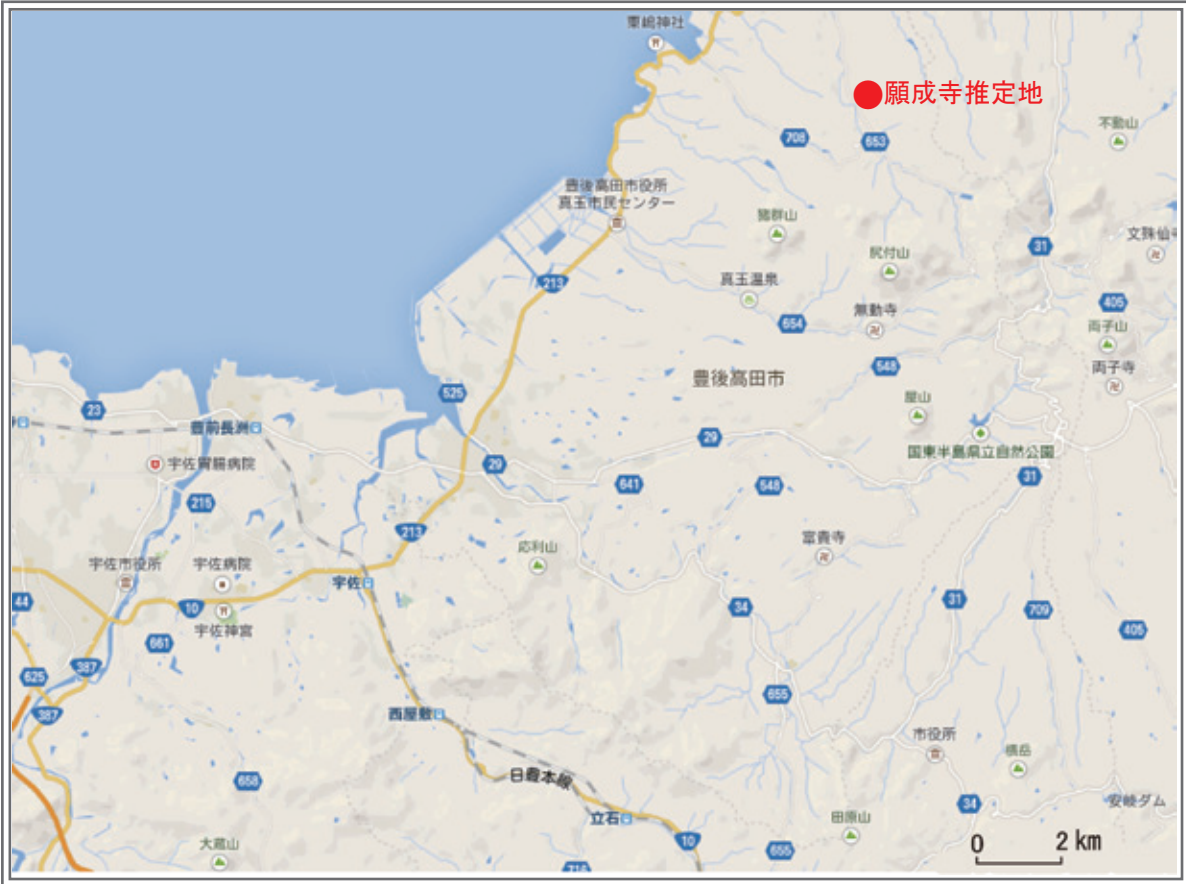 粟嶋神社
願成寺推定地
不動山
708
653
豊後高田市役所
真玉市民センター
猪群山
文殊仙寺
31
尻付山
213
真玉温泉
405
654
無動寺
両子山
548
両子寺
豊後高田市
525
23
屋山
豊前長洲
29
国東半島県立自然公園
宇佐胃腸病院
29
641
548
31
215
213
富貴寺
応利山
宇佐市役所
宇佐病院
宇佐
44
10
34
31
709
405
宇佐神宮
661
387
625
655
387
西屋敷
市役所
横岳
658
日豊本線
安岐ダム
34
立石
田原山
10
大蔵山
655
716
0
2 km